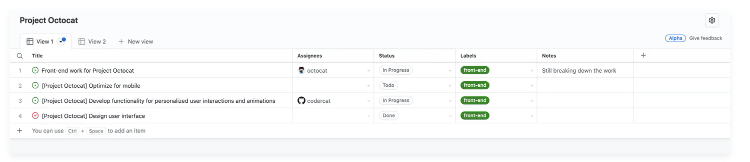 Project Octocat
View 1 View 2 + New view Alpha Give feedback
Title Assignees Status Labels Notes +
1 Front-end work for Project Octocat octocat In Progress front-end Still breaking down the work
2 [Project Octocat] Optimize for mobile Todo front-end
3 [Project Octocat] Develop functionality for personalized user interactions and animations codercat In Progress front-end
4 [Project Octocat] Design user interface Done front-end
+ You can use Ctrl + Space to add an item